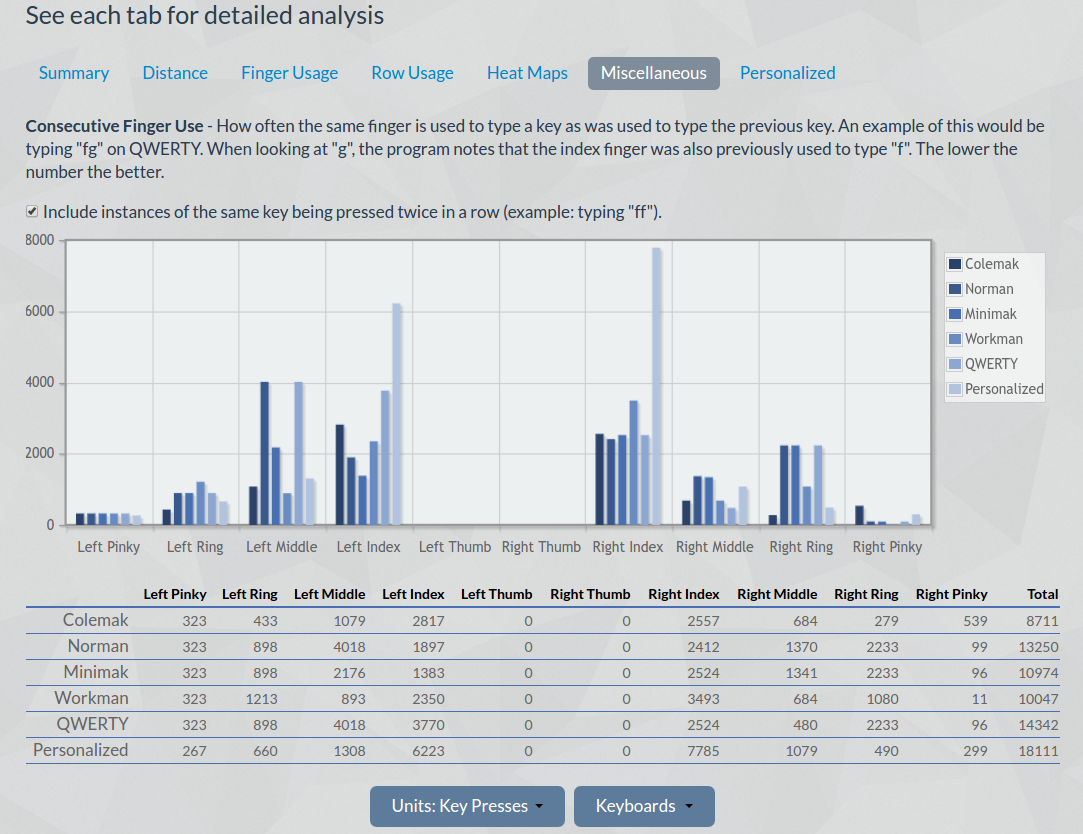 See each tab for detailed analysis
Summary Distance Finger Usage Row Usage Heat Maps Miscellaneous Personalized
Consecutive Finger Use - How often the same finger is used to type a key as was used to type the previous key. An example of this would be
typing "fg" on QWERTY. When looking at "g", the program notes that the index finger was also previously used to type "f". The lower the
number the better.
Include instances of the same key being pressed twice in a row (example: typing "ff").
8000
6000
4000
2000
0
Left Pinky Left Ring Left Middle Left Index Left Thumb Right Thumb Right Index Right Middle Right Ring Right Pinky
Colemak
Norman
Minimak
Workman
QWERTY
Personalized
Left Pinky Left Ring Left Middle Left Index Left Thumb Right Thumb Right Index Right Middle Right Ring Right Pinky Total
Colemak 323 433 1079 2817 0 0 2557 684 279 539 8711
Norman 323 898 4018 1897 0 0 2412 1370 2233 99 13250
Minimak 323 898 2176 1383 0 0 2524 1341 2233 96 10974
Workman 323 1213 893 2350 0 0 3493 684 1080 11 10047
QWERTY 323 898 4018 3770 0 0 2524 480 2233 96 14342
Personalized 267 660 1308 6223 0 0 7785 1079 490 299 18111
Units: Key Presses Keyboards